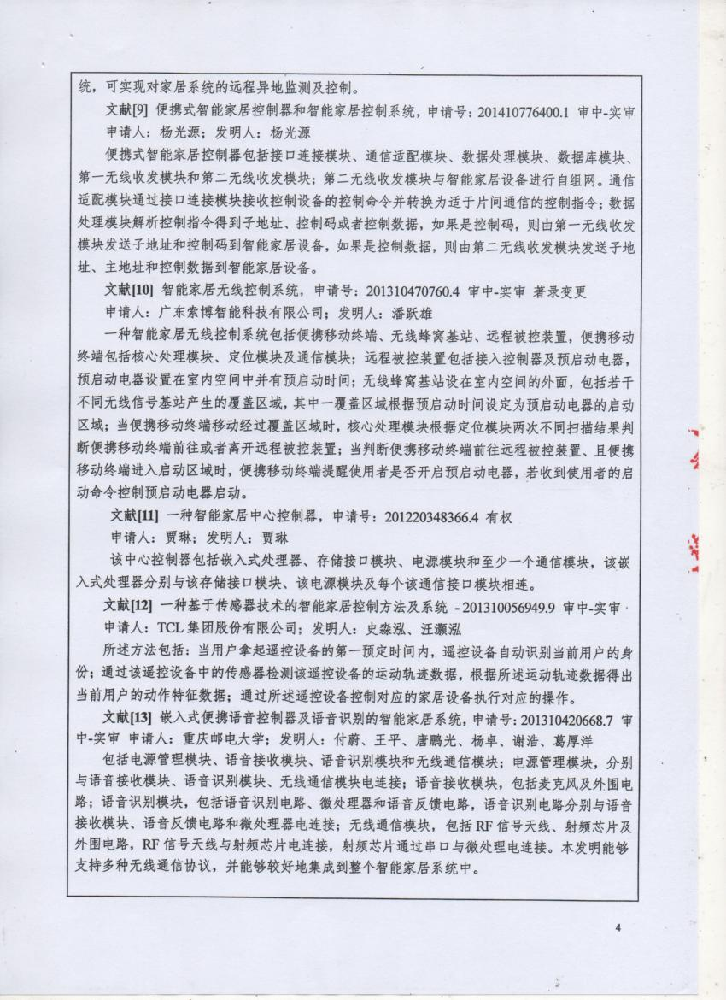 统，可实现对家居系统的远程异地监测及控制。
文献[9] 便携式智能家居控制器和智能家居控制系统，申请号：201410776400.1 审中-实审
申请人：杨光源；发明人：杨光源
便携式智能家居控制器包括接口连接模块、通信适配模块、数据处理模块、数据库模块、
第一无线收发模块和第二无线收发模块；第二无线收发模块与智能家居设备进行自组网。通信
适配模块通过接口连接模块接收控制设备的控制命令并转换为适于片间通信的控制指令；数据
处理模块解析控制指令得到子地址、控制码或者控制数据，如果是控制码，则由第一无线收发
模块发送子地址和控制码到智能家居设备，如果是控制数据，则由第二无线收发模块发送子地
址、主地址和控制数据到智能家居设备。
文献[10] 智能家居无线控制系统，申请号：201310470760.4 审中-实审 著录变更
申请人：广东索博智能科技有限公司；发明人：潘跃雄
一种智能家居无线控制系统包括便携移动终端、无线蜂窝基站、远程被控装置，便携移动
终端包括核心处理模块、定位模块及通信模块；远程被控装置包括接入控制器及预启动电器，
预启动电器设置在室内空间中并有预启动时间；无线蜂窝基站设在室内空间的外面，包括若干
不同无线信号基站产生的覆盖区域，其中一覆盖区域根据预启动时间设定为预启动电器的启动
区域；当便携移动终端移动经过覆盖区域时，核心处理模块根据定位模块两次不同扫描结果判
断便携移动终端前往或者离开远程被控装置；当判断便携移动终端前往远程被控装置、且便携
移动终端进入启动区域时，便携移动终端提醒使用者是否开启预启动电器，若收到使用者的启
动命令控制预启动电器启动。
文献[11] 一种智能家居中心控制器，申请号：201220348366.4 有权
申请人：贾琳；发明人：贾琳
该中心控制器包括嵌入式处理器、存储接口模块、电源模块和至少一个通信模块，该嵌
入式处理器分别与该存储接口模块、该电源模块及每个该通信接口模块相连。
文献[12] 一种基于传感器技术的智能家居控制方法及系统 - 201310056949.9 审中-实审
申请人：TCL 集团股份有限公司；发明人：史淼泓、汪灏泓
所述方法包括：当用户拿起遥控设备的第一预定时间内，遥控设备自动识别当前用户的身
份；通过该遥控设备中的传感器检测该遥控设备的运动轨迹数据，根据所述运动轨迹数据得出
当前用户的动作特征数据；通过所述遥控设备控制对应的家居设备执行对应的操作。
文献[13] 嵌入式便携语音控制器及语音识别的智能家居系统，申请号：201310420668.7 审
中-实审 申请人：重庆邮电大学；发明人：付蔚、王平、唐鹏光、杨卓、谢浩、葛厚洋
包括电源管理模块、语音接收模块、语音识别模块和无线通信模块；电源管理模块，分别
与语音接收模块、语音识别模块、无线通信模块电连接；语音接收模块，包括麦克风及外围电
路；语音识别模块，包括语音识别电路、微处理器和语音反馈电路，语音识别电路分别与语音
接收模块、语音反馈电路和微处理器电连接；无线通信模块，包括 RF 信号天线、射频芯片及
外围电路，RF 信号天线与射频芯片电连接，射频芯片通过串口与微处理电连接。本发明能够
支持多种无线通信协议，并能够较好地集成到整个智能家居系统中。
4